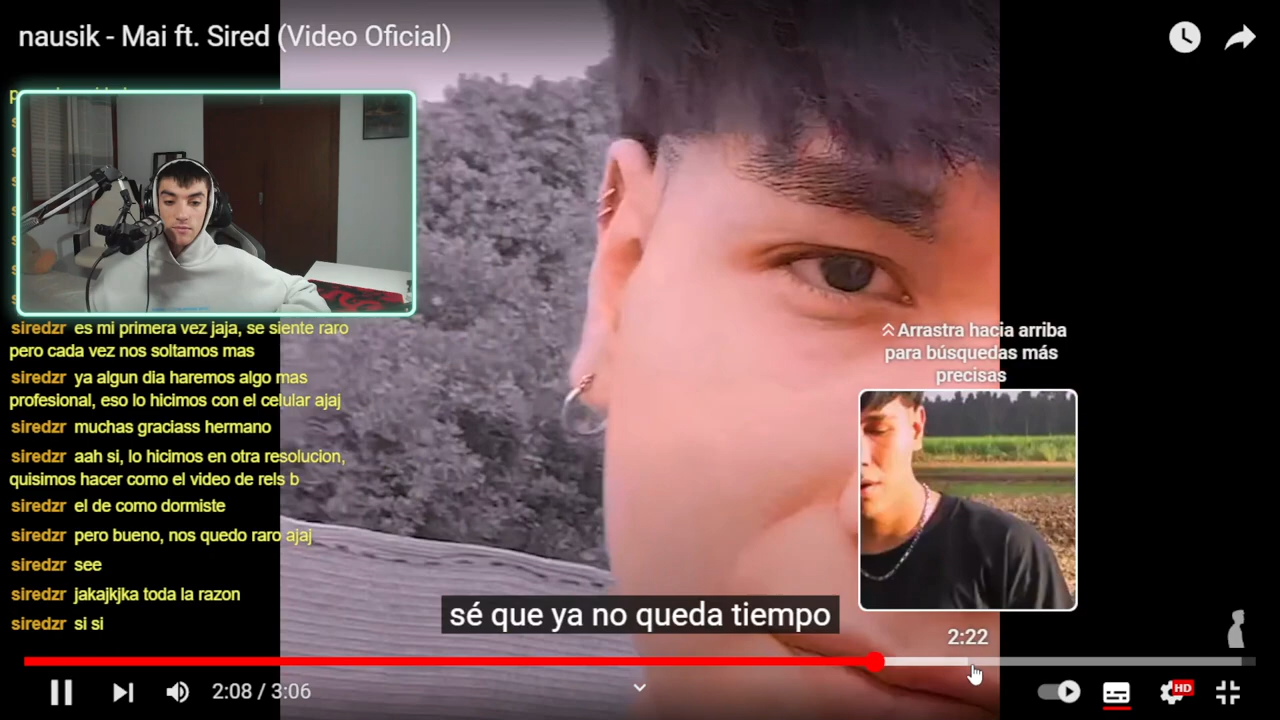 nausik - Mai ft. Sired (Video Oficial)
siredzr es mi primera vez jaja, se siente raro
pero cada vez nos soltamos mas
siredzr ya algun dia haremos algo mas
profesional, eso lo hicimos con el celular ajaj
siredzr muchas graciass hermano
siredzr aah si, lo hicimos en otra resolucion,
quisimos hacer como el video de rels b
siredzr el de como dormiste
siredzr pero bueno, nos quedo raro ajaj
siredzr see
siredzr jakajkjka toda la razon
siredzr si si
Arrastra hacia arriba
para búsquedas más
precisas
sé que ya no queda tiempo
2:22
2:08 / 3:06
HD